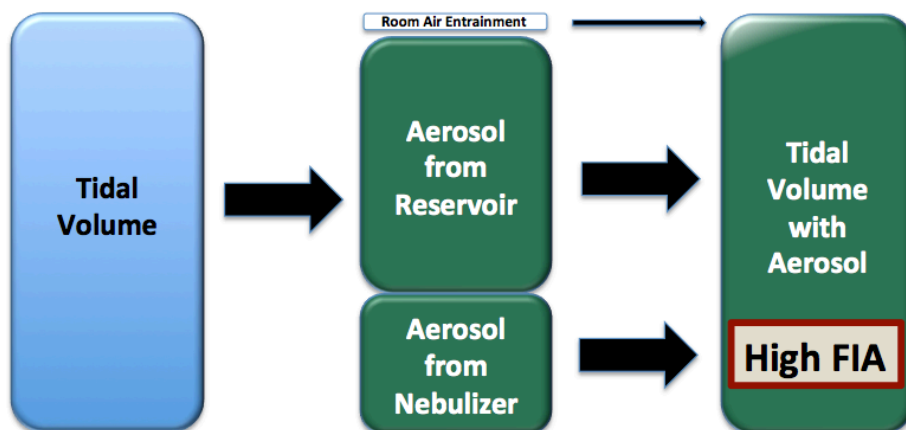 Room Air Entrainment
Tidal
Volume
Aerosol
from
Reservoir
Aerosol
from
Nebulizer
Tidal
Volume
with
Aerosol
High FIA